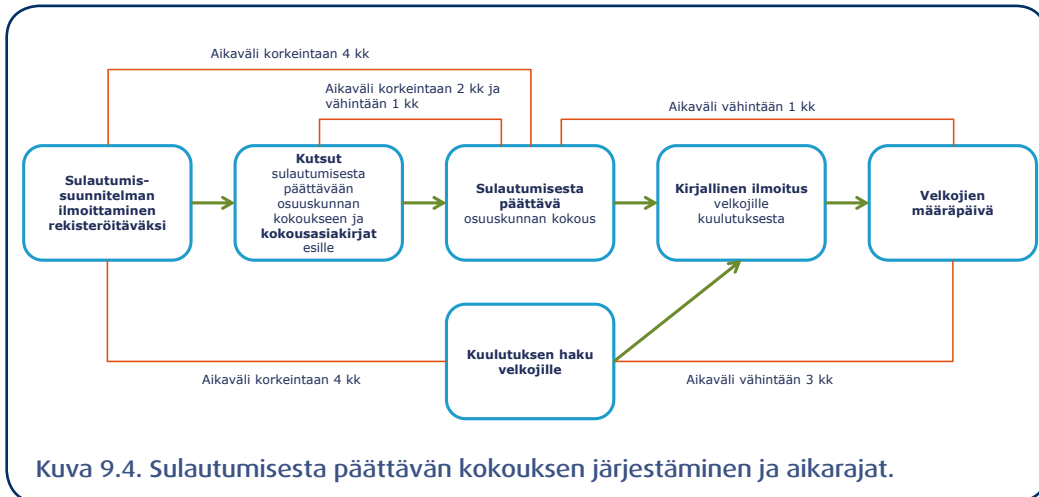 Aikaväli korkeintaan 4 kk
Aikaväli korkeintaan 2 kk ja
vähintään 1 kk
Aikaväli vähintään 1 kk
Sulautumis-
suunnitelman
ilmoittaminen
rekisteröitäväksi
Kutsut
sulautumisesta
päättävään
osuuskunnan
kokoukseen ja
kokousasiakirjat
esille
Sulautumisesta
päättävä
osuuskunnan kokous
Kirjallinen ilmoitus
velkojille
kuulutuksesta
Velkojien
määräpäivä
Kuulutuksen haku
velkojille
Aikaväli korkeintaan 4 kk
Aikaväli vähintään 3 kk
Kuva 9.4. Sulautumisesta päättävän kokouksen järjestäminen ja aikarajat.